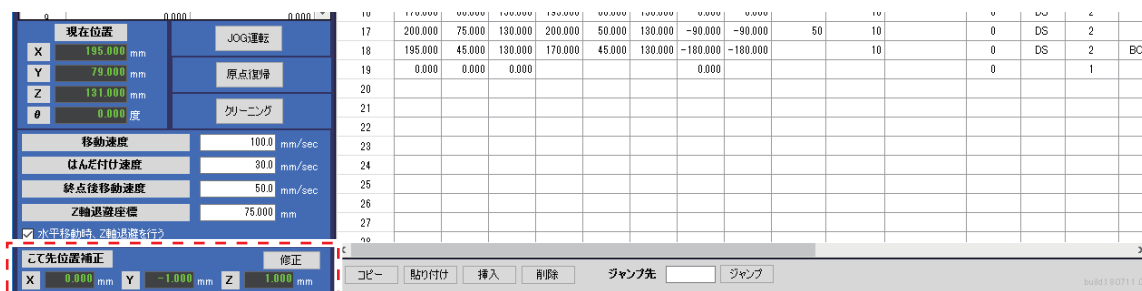 現在位置
X 195.000 mm
Y 79.000 mm
Z 131.000 mm
θ 0.000 度
JOG運転
原点復帰
クリーニング
移動速度 100.0 mm/sec
はんだ付け速度 30.0 mm/sec
終点後移動速度 50.0 mm/sec
Z軸退避座標 75.000 mm
水平移動時、Z軸退避を行う
こて先位置補正 修正
X 0.000 mm Y -1.000 mm Z 1.000 mm
17 200.000 75.000 130.000 200.000 50.000 130.000 -90.000 -90.000 50 10 0 DS 2
18 195.000 45.000 130.000 170.000 45.000 130.000 -180.000 -180.000 10 0 DS 2
19 0.000 0.000 0.000 0.000 0 1
20
21
22
23
24
25
26
27
コピー 貼り付け 挿入 削除 ジャンプ先 ジャンプ